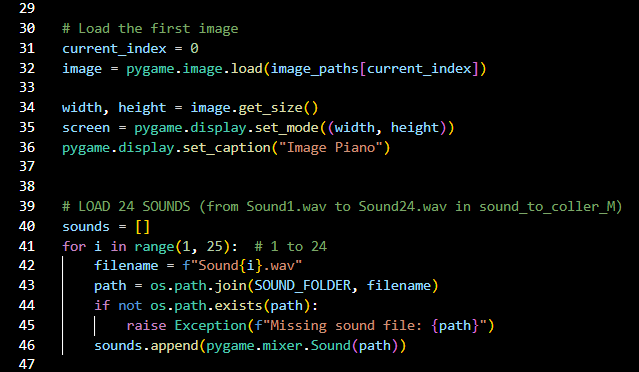 29
30 # Load the first image
31 current_index = 0
32 image = pygame.image.load(image_paths[current_index])
33
34 width, height = image.get_size()
35 screen = pygame.display.set_mode((width, height))
36 pygame.display.set_caption("Image Piano")
37
38
39 # LOAD 24 SOUNDS (from Sound1.wav to Sound24.wav in sound_to_coller_M)
40 sounds = []
41 for i in range(1, 25):  # 1 to 24
42     filename = f"Sound{i}.wav"
43     path = os.path.join(SOUND_FOLDER, filename)
44     if not os.path.exists(path):
45         raise Exception(f"Missing sound file: {path}")
46     sounds.append(pygame.mixer.Sound(path))
47